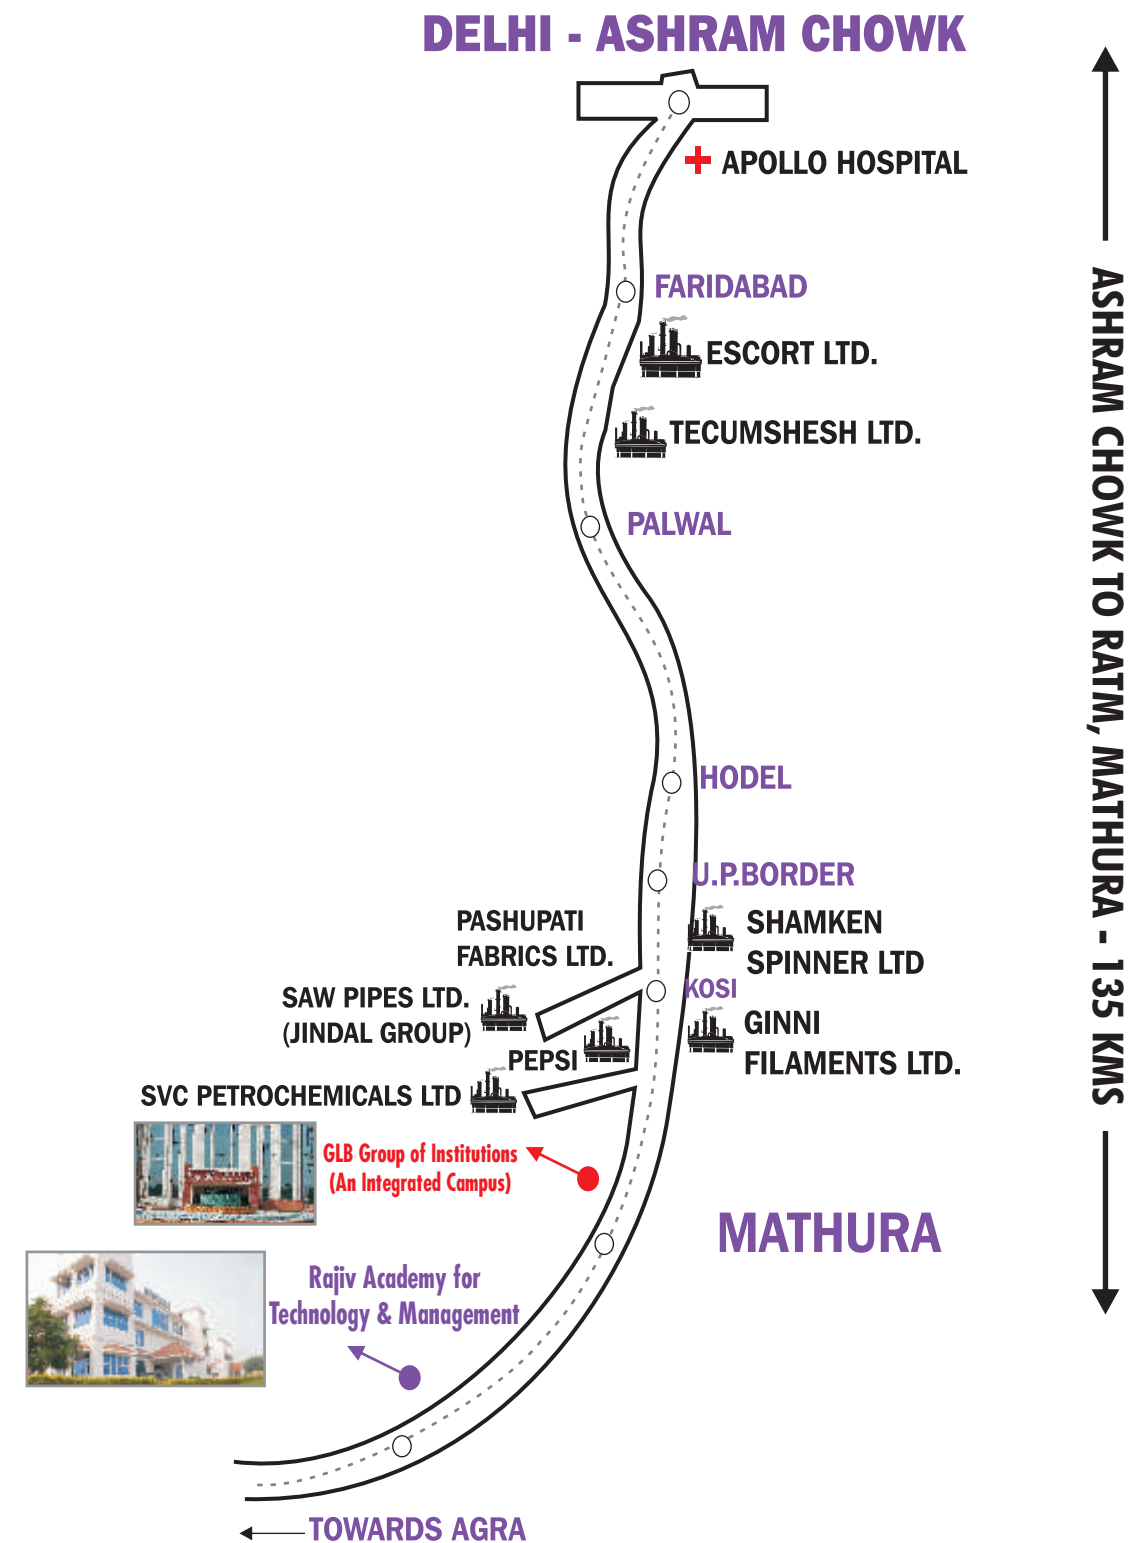 DELHI - ASHRAM CHOWK
APOLLO HOSPITAL
FARIDABAD
ESCORT LTD.
TECUMSHESH LTD.
PALWAL
HODEL
U.P.BORDER
PASHUPATI
FABRICS LTD.
SHAMKEN
SPINNER LTD
SAW PIPES LTD.
(JINDAL GROUP)
KOSI
GINNI
FILAMENTS LTD.
PEPSI
SVC PETROCHEMICALS LTD
GLB Group of Institutions
(An Integrated Campus)
MATHURA
Rajiv Academy for
Technology & Management
TOWARDS AGRA
ASHRAM CHOWK TO RATM, MATHURA - 135 KMS